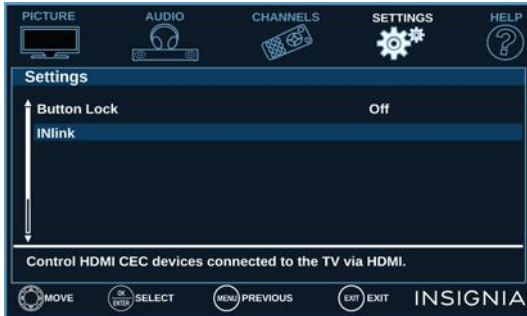 PICTURE AUDIO CHANNELS SETTINGS HELP
?
Settings
Button Lock Off
INlink
Control HDMI CEC devices connected to the TV via HDMI.
MOVE OK ENTER SELECT MENU PREVIOUS EXIT EXIT INSIGNIA